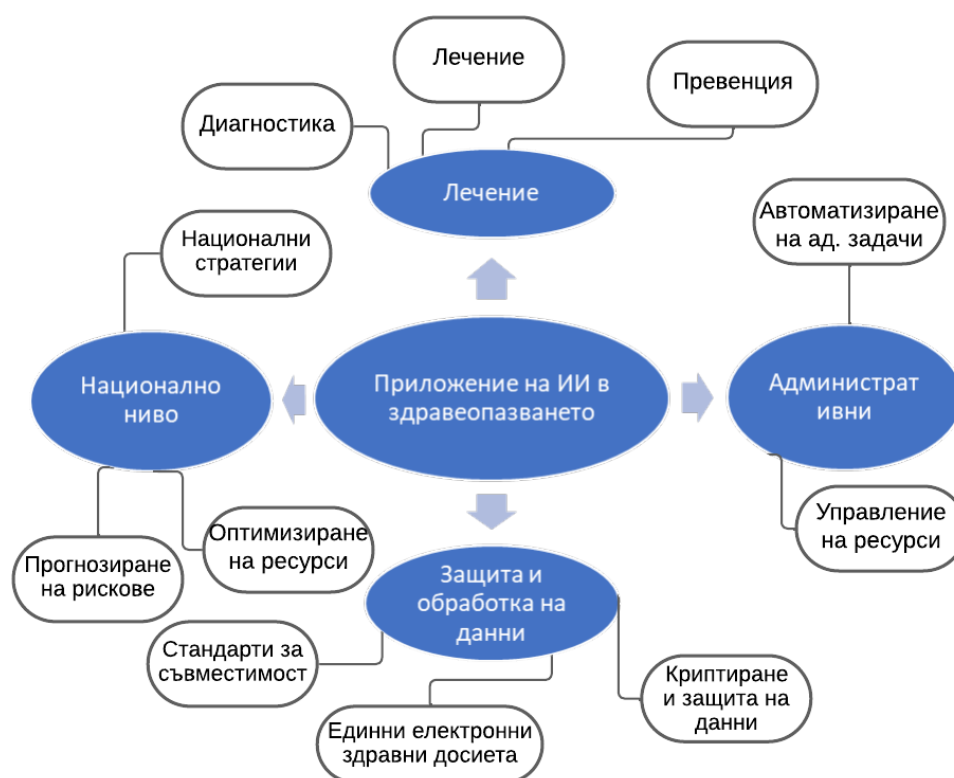 Лечение
Превенция
Диагностика
Лечение
Автоматизиране
на ад. задачи
Национални
стратегии
Национално
ниво
Приложение на ИИ в
здравеопазването
Администрат
ивни
Управление
на ресурси
Оптимизиране
на ресурси
Прогнозиране
на рискове
Защита и
обработка на
данни
Стандарти за
съвместимост
Криптиране
и защита на
данни
Единни електронни
здравни досиета